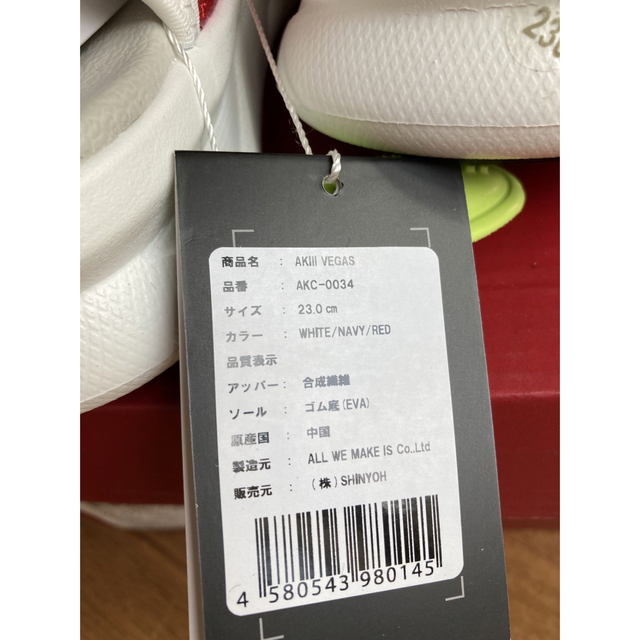 230
商品名 : AKIII VEGAS
品番 : AKC-0034
サイズ : 23.0 cm
カラー : WHITE/NAVY/RED
品質表示
アッパー : 合成繊維
ソール : ゴム底(EVA)
原産国 : 中国
製造元 : ALL WE MAKE IS Co..Ltd
販売元 : (株)SHINYOH
4 580543 980145